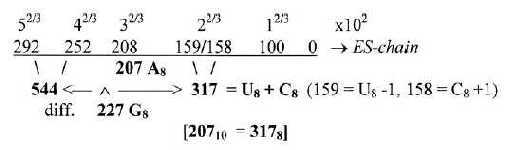 5^{2/3} 4^{2/3} 3^{2/3} 2^{2/3} 1^{2/3} x10^2
292 252 208 159/158 100 0 → ES-chain
\ / 207 A₈ \ /
544 <—— ^ ——> 317 = U₈ + C₈ (159 = U₈ -1, 158 = C₈ +1)
diff. 227 G₈
[207₁₀ = 317₈]